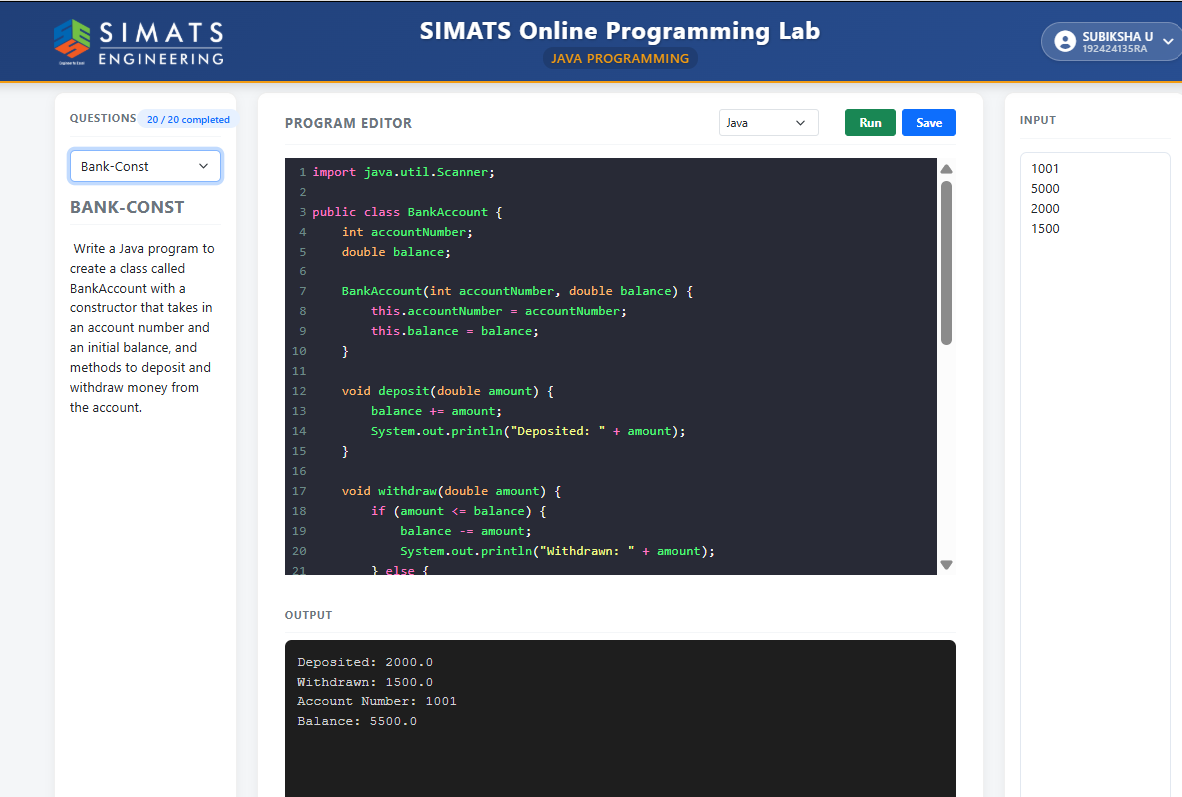 SIMATS
ENGINEERING
Engineer to Excel
SIMATS Online Programming Lab
JAVA PROGRAMMING
SUBIKSHA U
192424135RA
QUESTIONS 20 / 20 completed
Bank-Const
BANK-CONST
Write a Java program to
create a class called
BankAccount with a
constructor that takes in
an account number and
an initial balance, and
methods to deposit and
withdraw money from
the account.
PROGRAM EDITOR
Java
Run
Save
1 import java.util.Scanner;
2
3 public class BankAccount {
4     int accountNumber;
5     double balance;
6
7     BankAccount(int accountNumber, double balance) {
8         this.accountNumber = accountNumber;
9         this.balance = balance;
10     }
11
12     void deposit(double amount) {
13         balance += amount;
14         System.out.println("Deposited: " + amount);
15     }
16
17     void withdraw(double amount) {
18         if (amount <= balance) {
19             balance -= amount;
20             System.out.println("Withdrawn: " + amount);
21         } else {
OUTPUT
Deposited: 2000.0
Withdrawn: 1500.0
Account Number: 1001
Balance: 5500.0
INPUT
1001
5000
2000
1500